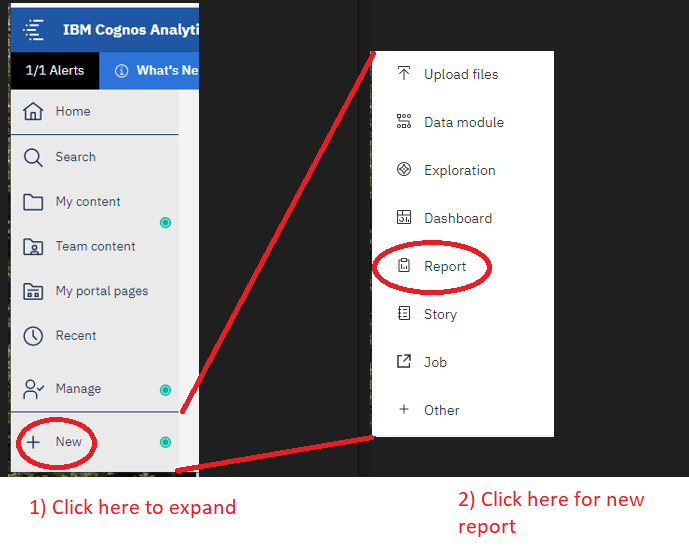 IBM Cognos Analyti
1/1 Alerts
What's Ne
Home
Search
My content
Team content
My portal pages
Recent
Manage
New
Upload files
Data module
Exploration
Dashboard
Report
Story
Job
Other
1) Click here to expand
2) Click here for new
report